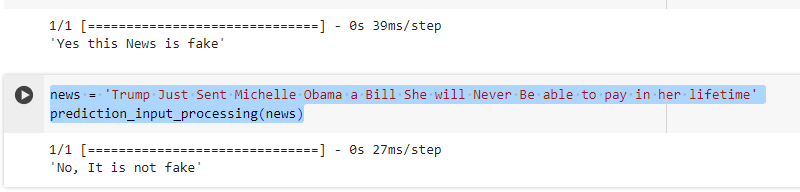 1/1 [==============================] - 0s 39ms/step
'Yes this News is fake'
news = 'Trump Just Sent Michelle Obama a Bill She will Never Be able to pay in her lifetime'
prediction_input_processing(news)
1/1 [==============================] - 0s 27ms/step
'No, It is not fake'